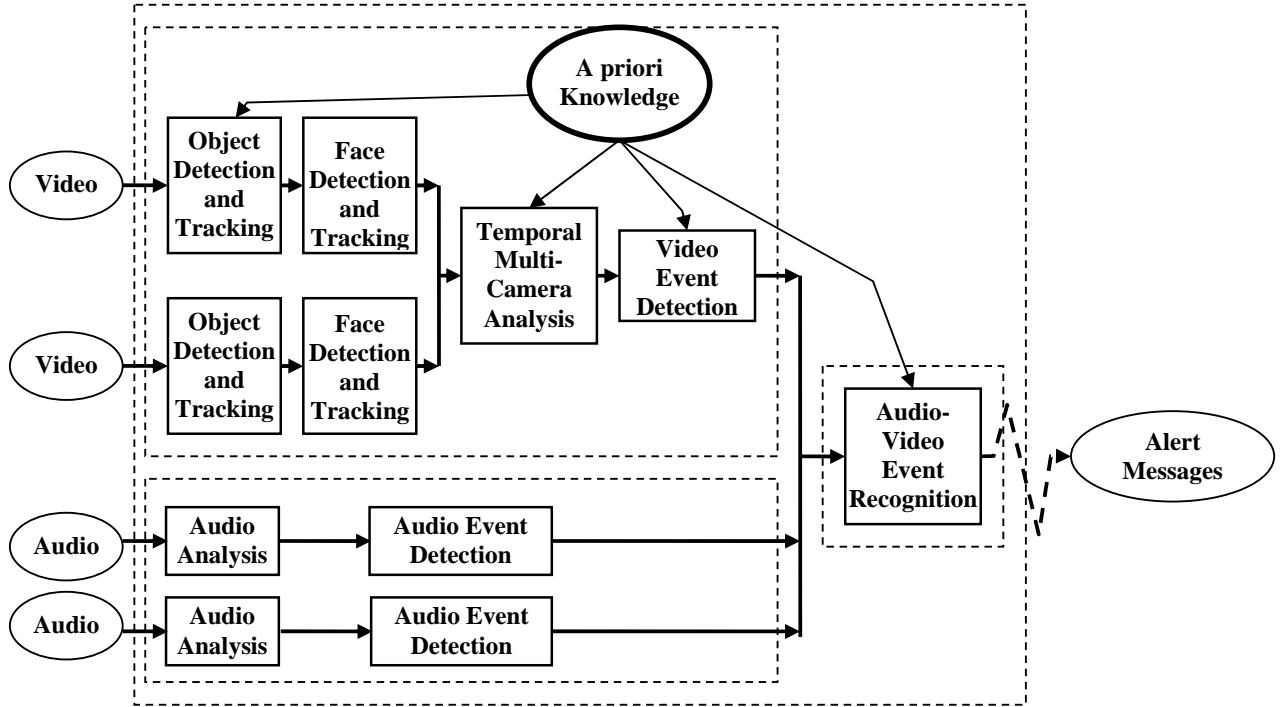 A priori
Knowledge
Video
Object
Detection
and
Tracking
Face
Detection
and
Tracking
Temporal
Multi-
Camera
Analysis
Video
Event
Detection
Video
Object
Detection
and
Tracking
Face
Detection
and
Tracking
Audio-
Video
Event
Recognition
Alert
Messages
Audio
Audio
Analysis
Audio Event
Detection
Audio
Audio
Analysis
Audio Event
Detection